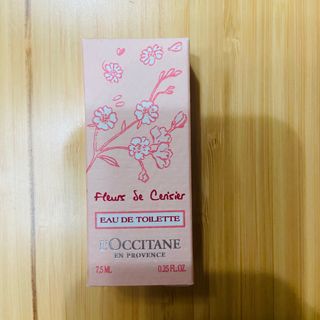 Fleurs de Cerisier
EAU DE TOILETTE
L'OCCITANE
EN PROVENCE
7,5 ML 0.25 FL.OZ.